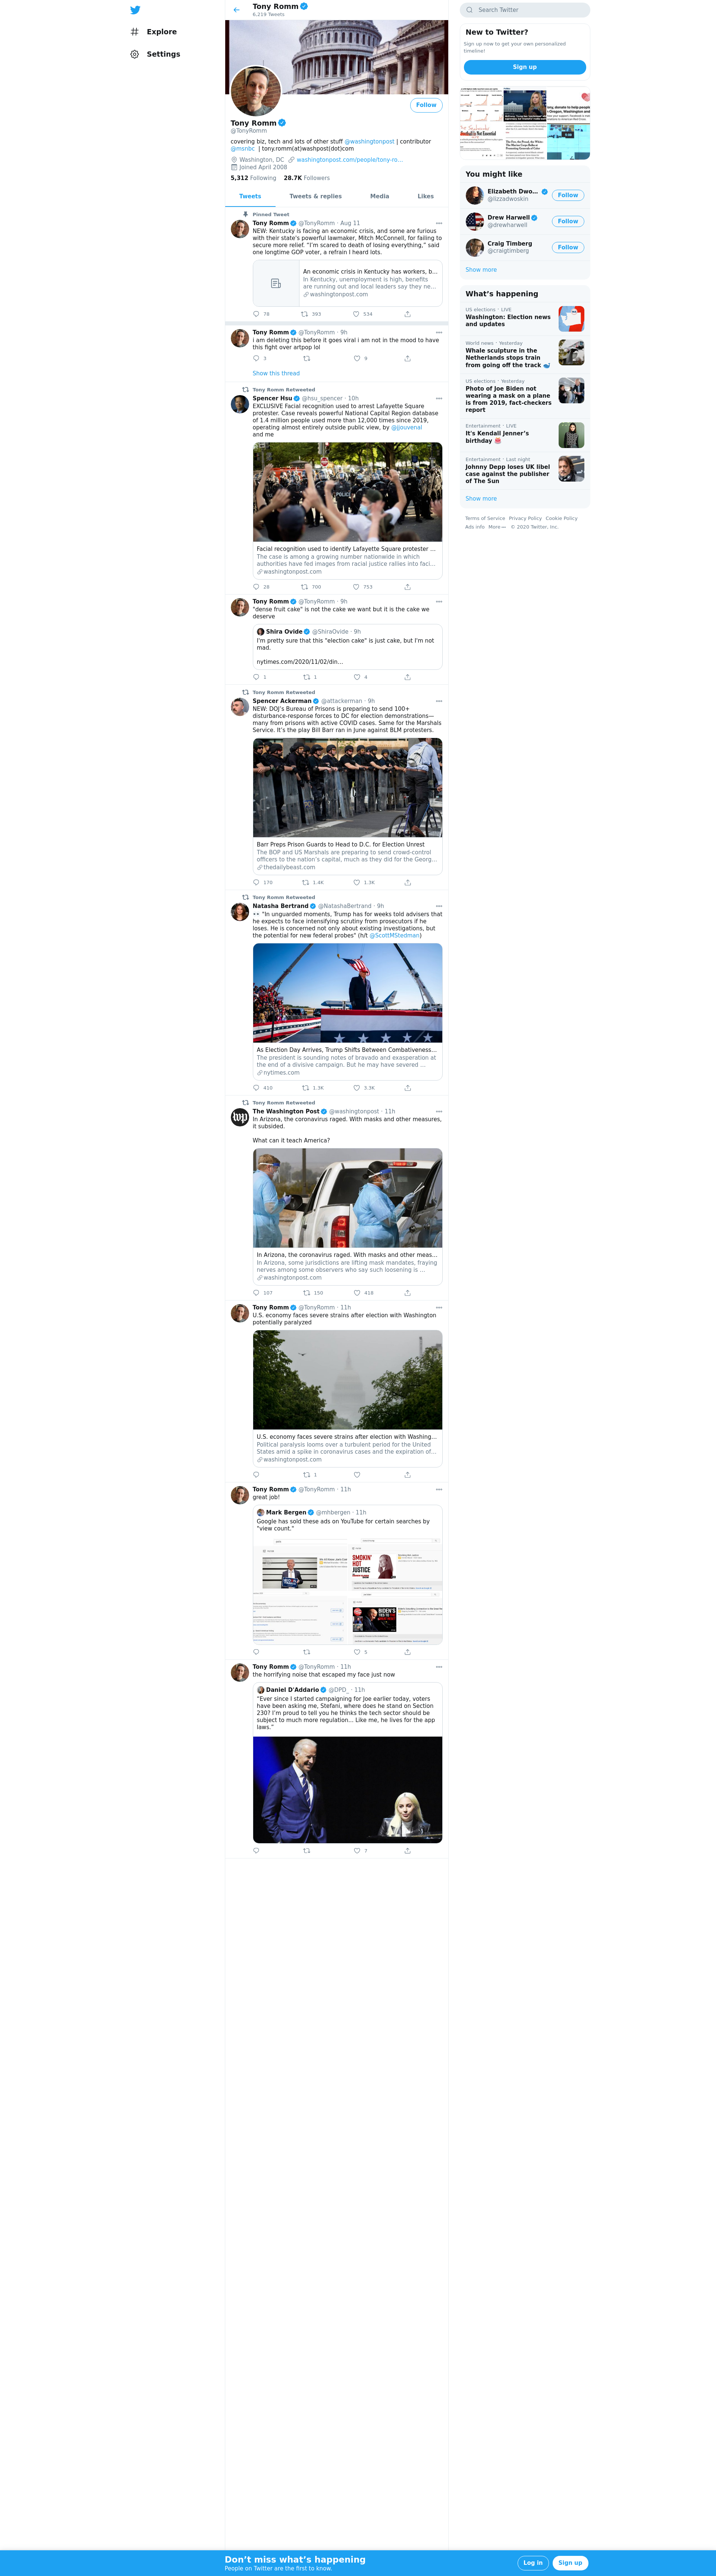 Explore
Settings
Tony Romm
6,219 Tweets
Follow
Tony Romm
@TonyRomm
covering biz, tech and lots of other stuff @washingtonpost | contributor
@msnbc | tony.romm(at)washpost(dot)com
Washington, DC washingtonpost.com/people/tony-ro...
Joined April 2008
5,312 Following 28.7K Followers
Tweets Tweets & replies Media Likes
Pinned Tweet
Tony Romm @TonyRomm · Aug 11
NEW: Kentucky is facing an economic crisis, and some are furious
with their state's powerful lawmaker, Mitch McConnell, for failing to
secure more relief. "I'm scared to death of losing everything," said
one longtime GOP voter, a refrain I heard lots.
An economic crisis in Kentucky has workers, b...
In Kentucky, unemployment is high, benefits
are running out and local leaders say they ne...
washingtonpost.com
78 393 534
Tony Romm @TonyRomm · 9h
i am deleting this before it goes viral i am not in the mood to have
this fight over artpop lol
3 9
Show this thread
Tony Romm Retweeted
Spencer Hsu @hsu_spencer · 10h
EXCLUSIVE Facial recognition used to arrest Lafayette Square
protester. Case reveals powerful National Capital Region database
of 1.4 million people used more than 12,000 times since 2019,
operating almost entirely outside public view, by @jjouvenal
and me
POLICE
Facial recognition used to identify Lafayette Square protester ...
The case is among a growing number nationwide in which
authorities have fed images from racial justice rallies into faci...
washingtonpost.com
28 700 753
Tony Romm @TonyRomm · 9h
"dense fruit cake" is not the cake we want but it is the cake we
deserve
Shira Ovide @ShiraOvide · 9h
I'm pretty sure that this "election cake" is just cake, but I'm not
mad.
nytimes.com/2020/11/02/din...
1 1 4
Tony Romm Retweeted
Spencer Ackerman @attackerman · 9h
NEW: DOJ's Bureau of Prisons is preparing to send 100+
disturbance-response forces to DC for election demonstrations—
many from prisons with active COVID cases. Same for the Marshals
Service. It's the play Bill Barr ran in June against BLM protesters.
Barr Preps Prison Guards to Head to D.C. for Election Unrest
The BOP and US Marshals are preparing to send crowd-control
officers to the nation's capital, much as they did for the Georg...
thedailybeast.com
170 1.4K 1.3K
Tony Romm Retweeted
Natasha Bertrand @NatashaBertrand · 9h
"In unguarded moments, Trump has for weeks told advisers that
he expects to face intensifying scrutiny from prosecutors if he
loses. He is concerned not only about existing investigations, but
the potential for new federal probes" (h/t @ScottMStedman)
As Election Day Arrives, Trump Shifts Between Combativeness...
The president is sounding notes of bravado and exasperation at
the end of a divisive campaign. But he may have severed ...
nytimes.com
410 1.3K 5.3K
Tony Romm Retweeted
The Washington Post @washingtonpost · 11h
In Arizona, the coronavirus raged. With masks and other measures,
it subsided.
What can it teach America?
In Arizona, the coronavirus raged. With masks and other meas...
In Arizona, some jurisdictions are lifting mask mandates, fraying
nerves among some observers who say such loosening is ...
washingtonpost.com
107 150 418
Tony Romm @TonyRomm · 11h
U.S. economy faces severe strains after election with Washington
potentially paralyzed
U.S. economy faces severe strains after election with Washing...
Political paralysis looms over a turbulent period for the United
States amid a spike in coronavirus cases and the expiration of...
washingtonpost.com
1
Tony Romm @TonyRomm · 11h
great job!
Mark Bergen @mhbergen · 11h
Google has sold these ads on YouTube for certain searches by
"view count."
SMOKIN'
HOT
JUSTICE
5
Tony Romm @TonyRomm · 11h
the horrifying noise that escaped my face just now
Daniel D'Addario @DPD_ · 11h
"Ever since I started campaigning for Joe earlier today, voters
have been asking me, Stefani, where does he stand on Section
230? I'm proud to tell you he thinks the tech sector should be
subject to much more regulation... Like me, he lives for the app
laws."
7
Search Twitter
New to Twitter?
Sign up now to get your own personalized
timeline!
Sign up
You might like
Elizabeth Dwo...
@lizzadwoskin
Follow
Drew Harwell
@drewharwell
Follow
Craig Timberg
@craigtimberg
Follow
Show more
What's happening
US elections · LIVE
Washington: Election news
and updates
World news · Yesterday
Whale sculpture in the
Netherlands stops train
from going off the track
US elections · Yesterday
Photo of Joe Biden not
wearing a mask on a plane
is from 2019, fact-checkers
report
Entertainment · LIVE
It's Kendall Jenner's
birthday
Entertainment · Last night
Johnny Depp loses UK libel
case against the publisher
of The Sun
Show more
Terms of Service Privacy Policy Cookie Policy
Ads info More © 2020 Twitter, Inc.
Don't miss what's happening
People on Twitter are the first to know.
Log in Sign up